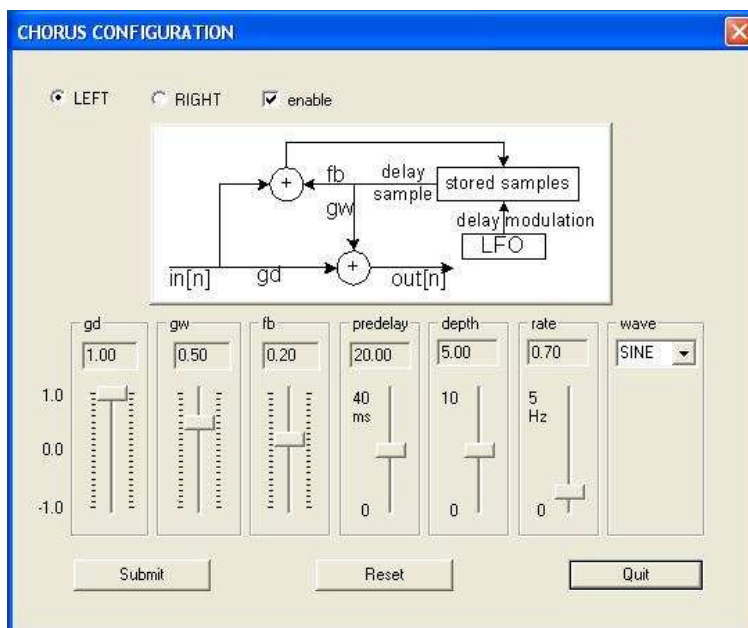 CHORUS CONFIGURATION
LEFT RIGHT enable
fb delay sample stored samples
gw delay modulation
LFO
in[n] gd out[n]
+
+
gd gw fb predelay depth rate wave
1.00 0.50 0.20 20.00 5.00 0.70 SINE
1.0 40 ms 10 5 Hz
0.0
-1.0 0 0 0
Submit Reset Quit